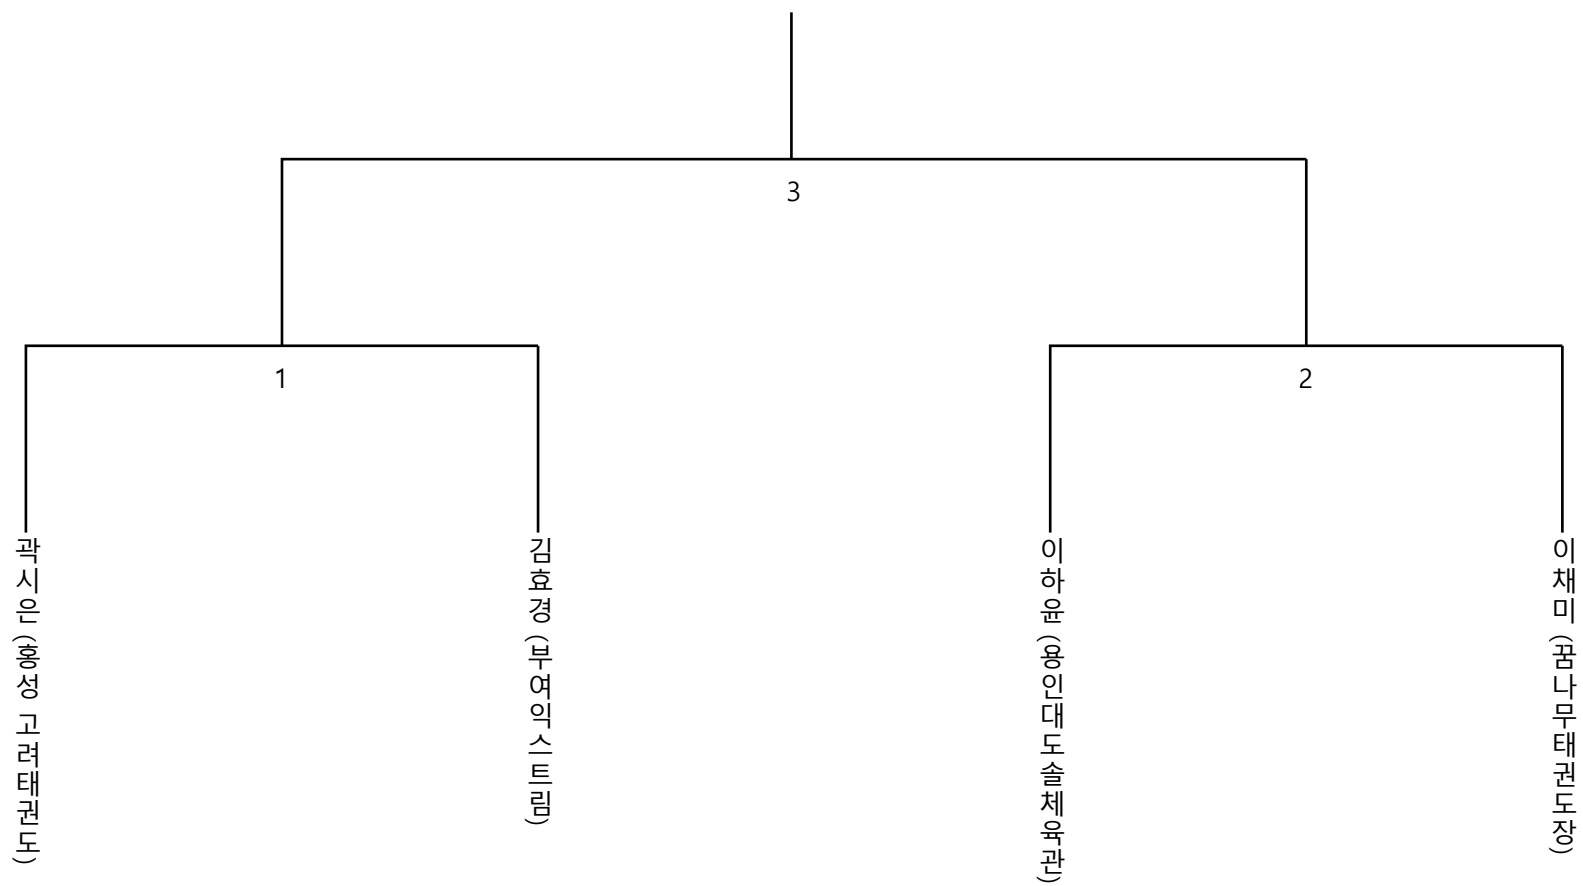 3
1
2
곽시은 (홍성 고려태권도)
김효경 (부여익스트림)
이하윤 (용인대도솔체육관)
이채미 (꿈나무태권도장)